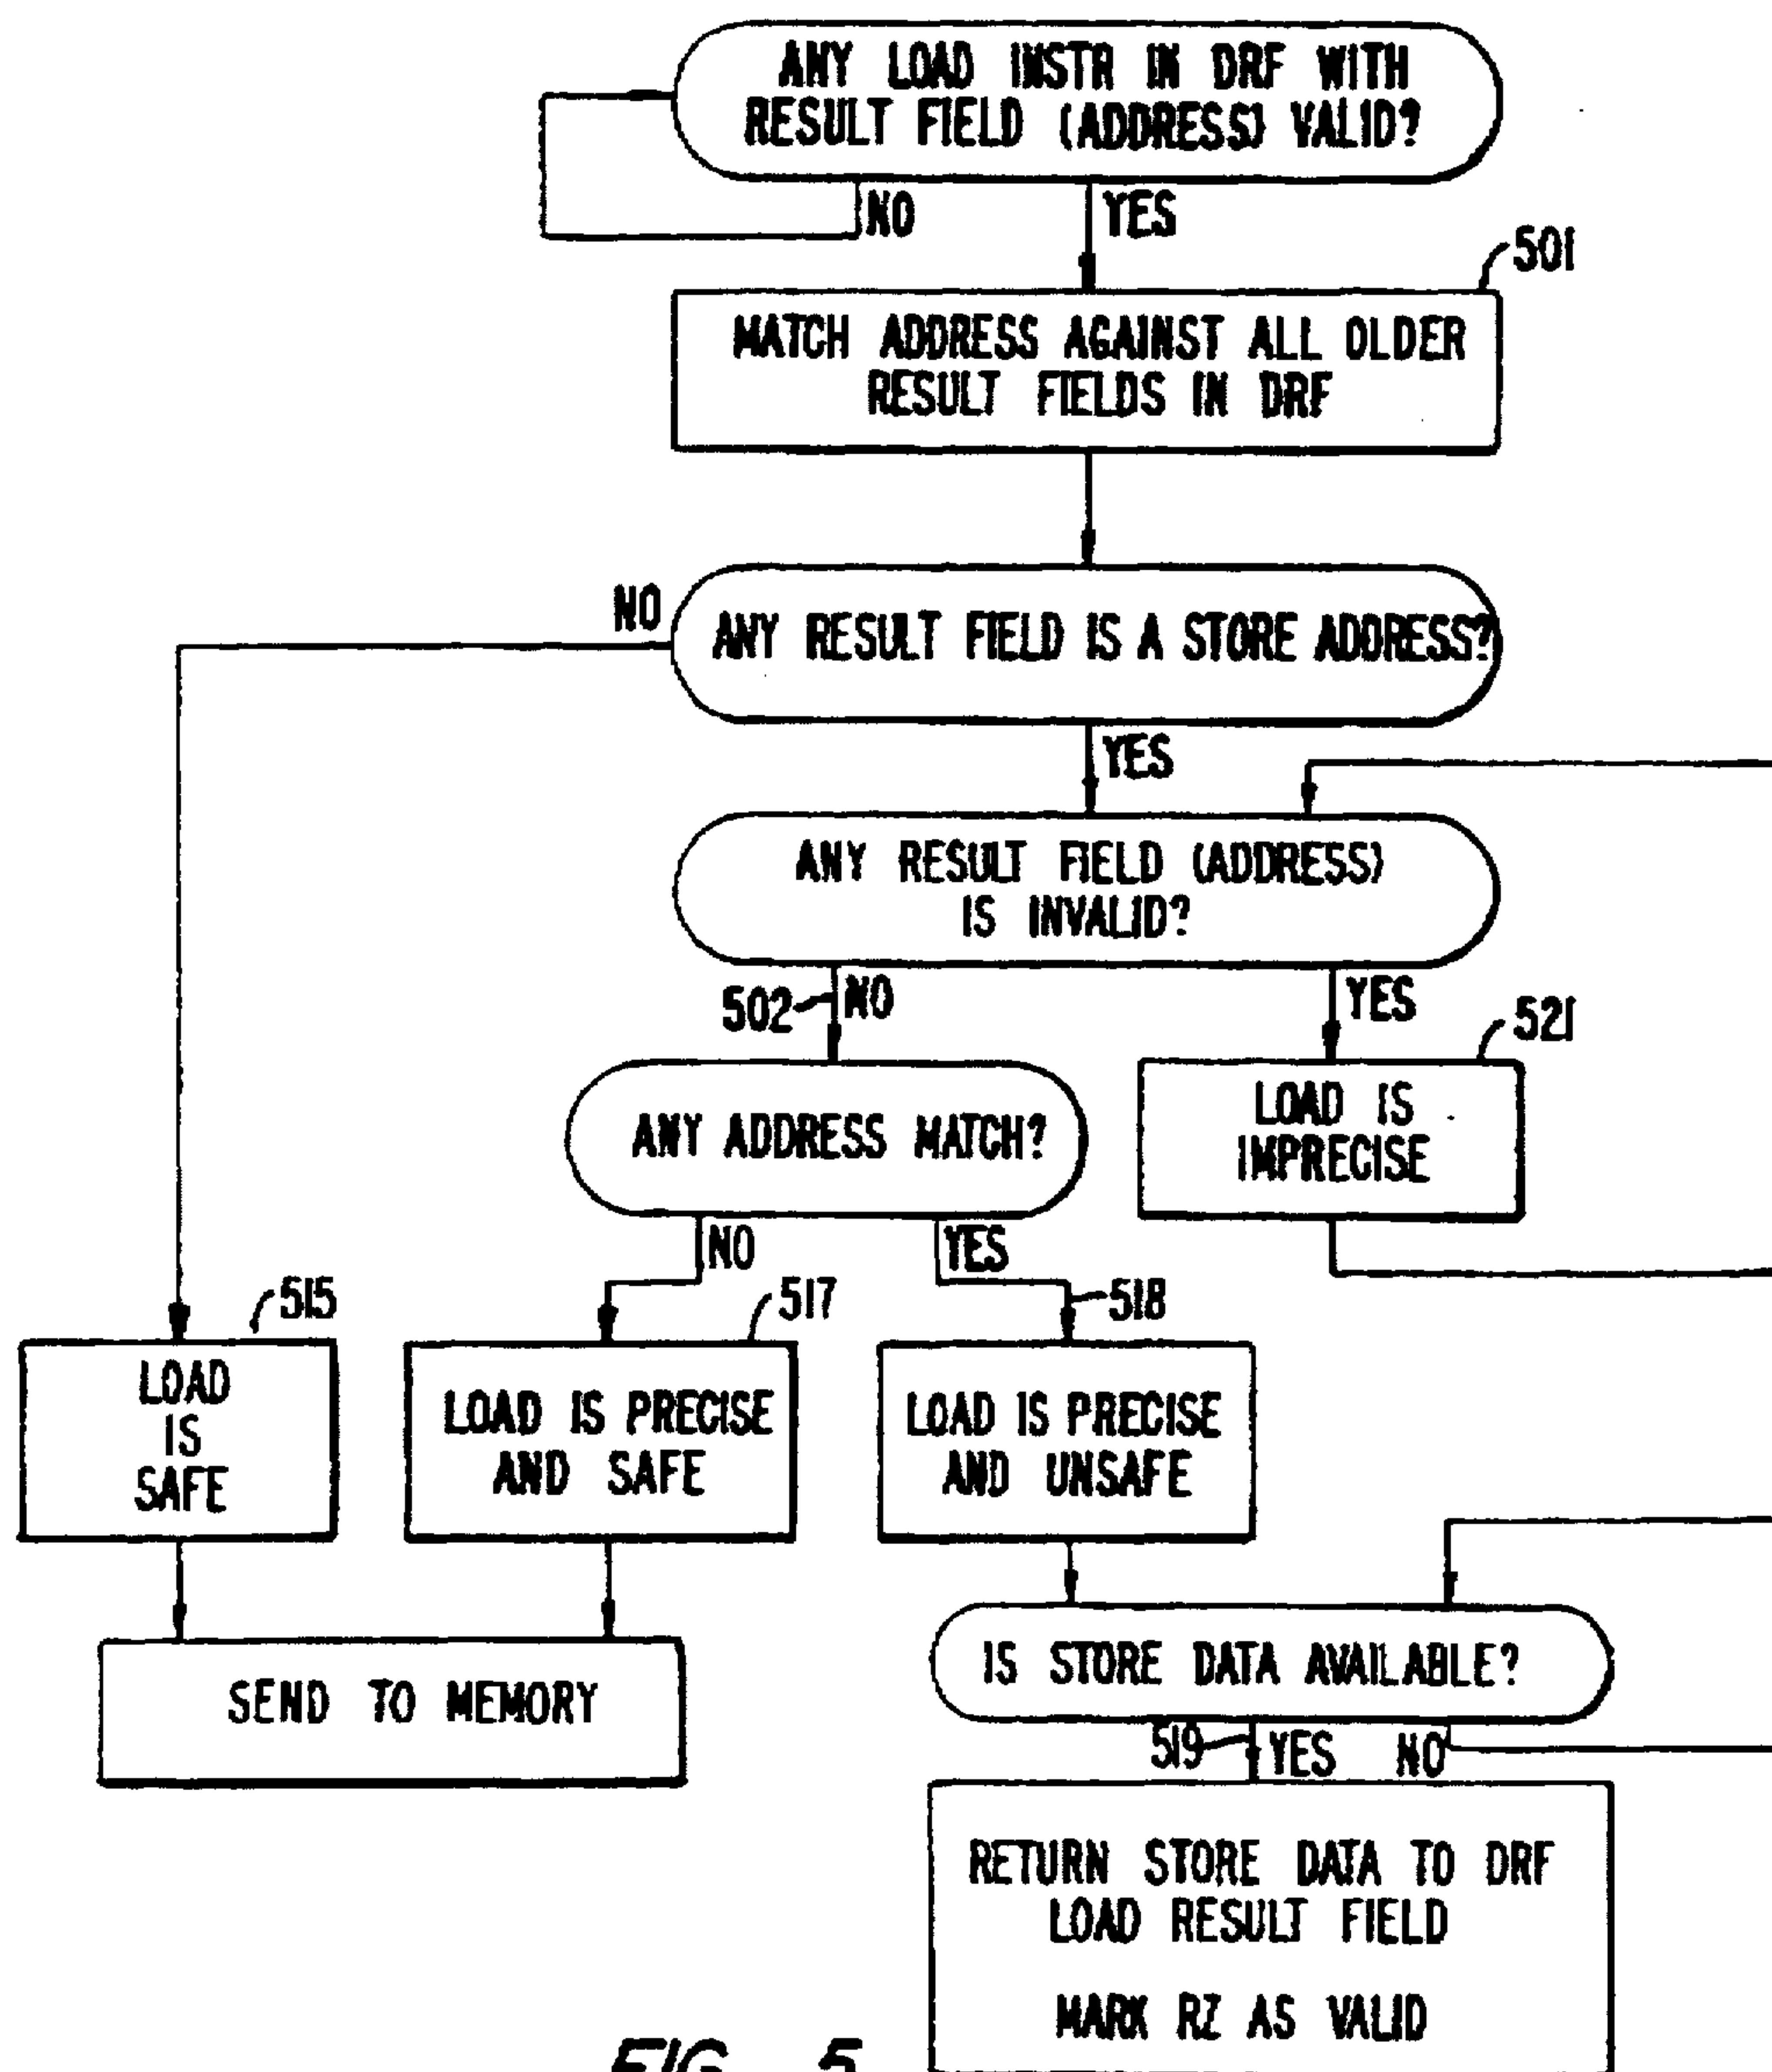 ANY LOAD INSTR IN DRF WITH
RESULT FIELD (ADDRESS) VALID?
NO
YES
501
MATCH ADDRESS AGAINST ALL OLDER
RESULT FIELDS IN DRF
NO
ANY RESULT FIELD IS A STORE ADDRESS?
YES
ANY RESULT FIELD (ADDRESS)
IS INVALID?
502
NO
YES
521
ANY ADDRESS MATCH?
LOAD IS
IMPRECISE
NO
YES
515
517
518
LOAD
IS
SAFE
LOAD IS PRECISE
AND SAFE
LOAD IS PRECISE
AND UNSAFE
SEND TO MEMORY
IS STORE DATA AVAILABLE?
519
YES
NO
RETURN STORE DATA TO DRF
LOAD RESULT FIELD
MARK RZ AS VALID
FIG. 5